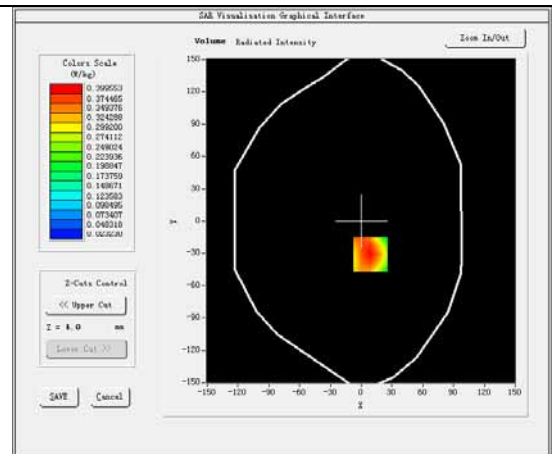 SAR Visualisation Graphical Interface
Volume Radiated Intensity
Zoom In/Out
Colors Scale
(W/kg)
0.399553
0.374465
0.349376
0.324288
0.299200
0.274112
0.249024
0.223936
0.198847
0.173759
0.148671
0.123583
0.098495
0.073407
0.048318
0.023230
Z-Cuts Control
<< Upper Cut
Z = 4.0 mm
Lower Cut >>
SAVE
Cancel
150
120
90
60
30
0
-30
-60
-90
-120
-150
Y
-150 -120 -90 -60 -30 0 30 60 90 120 150
X